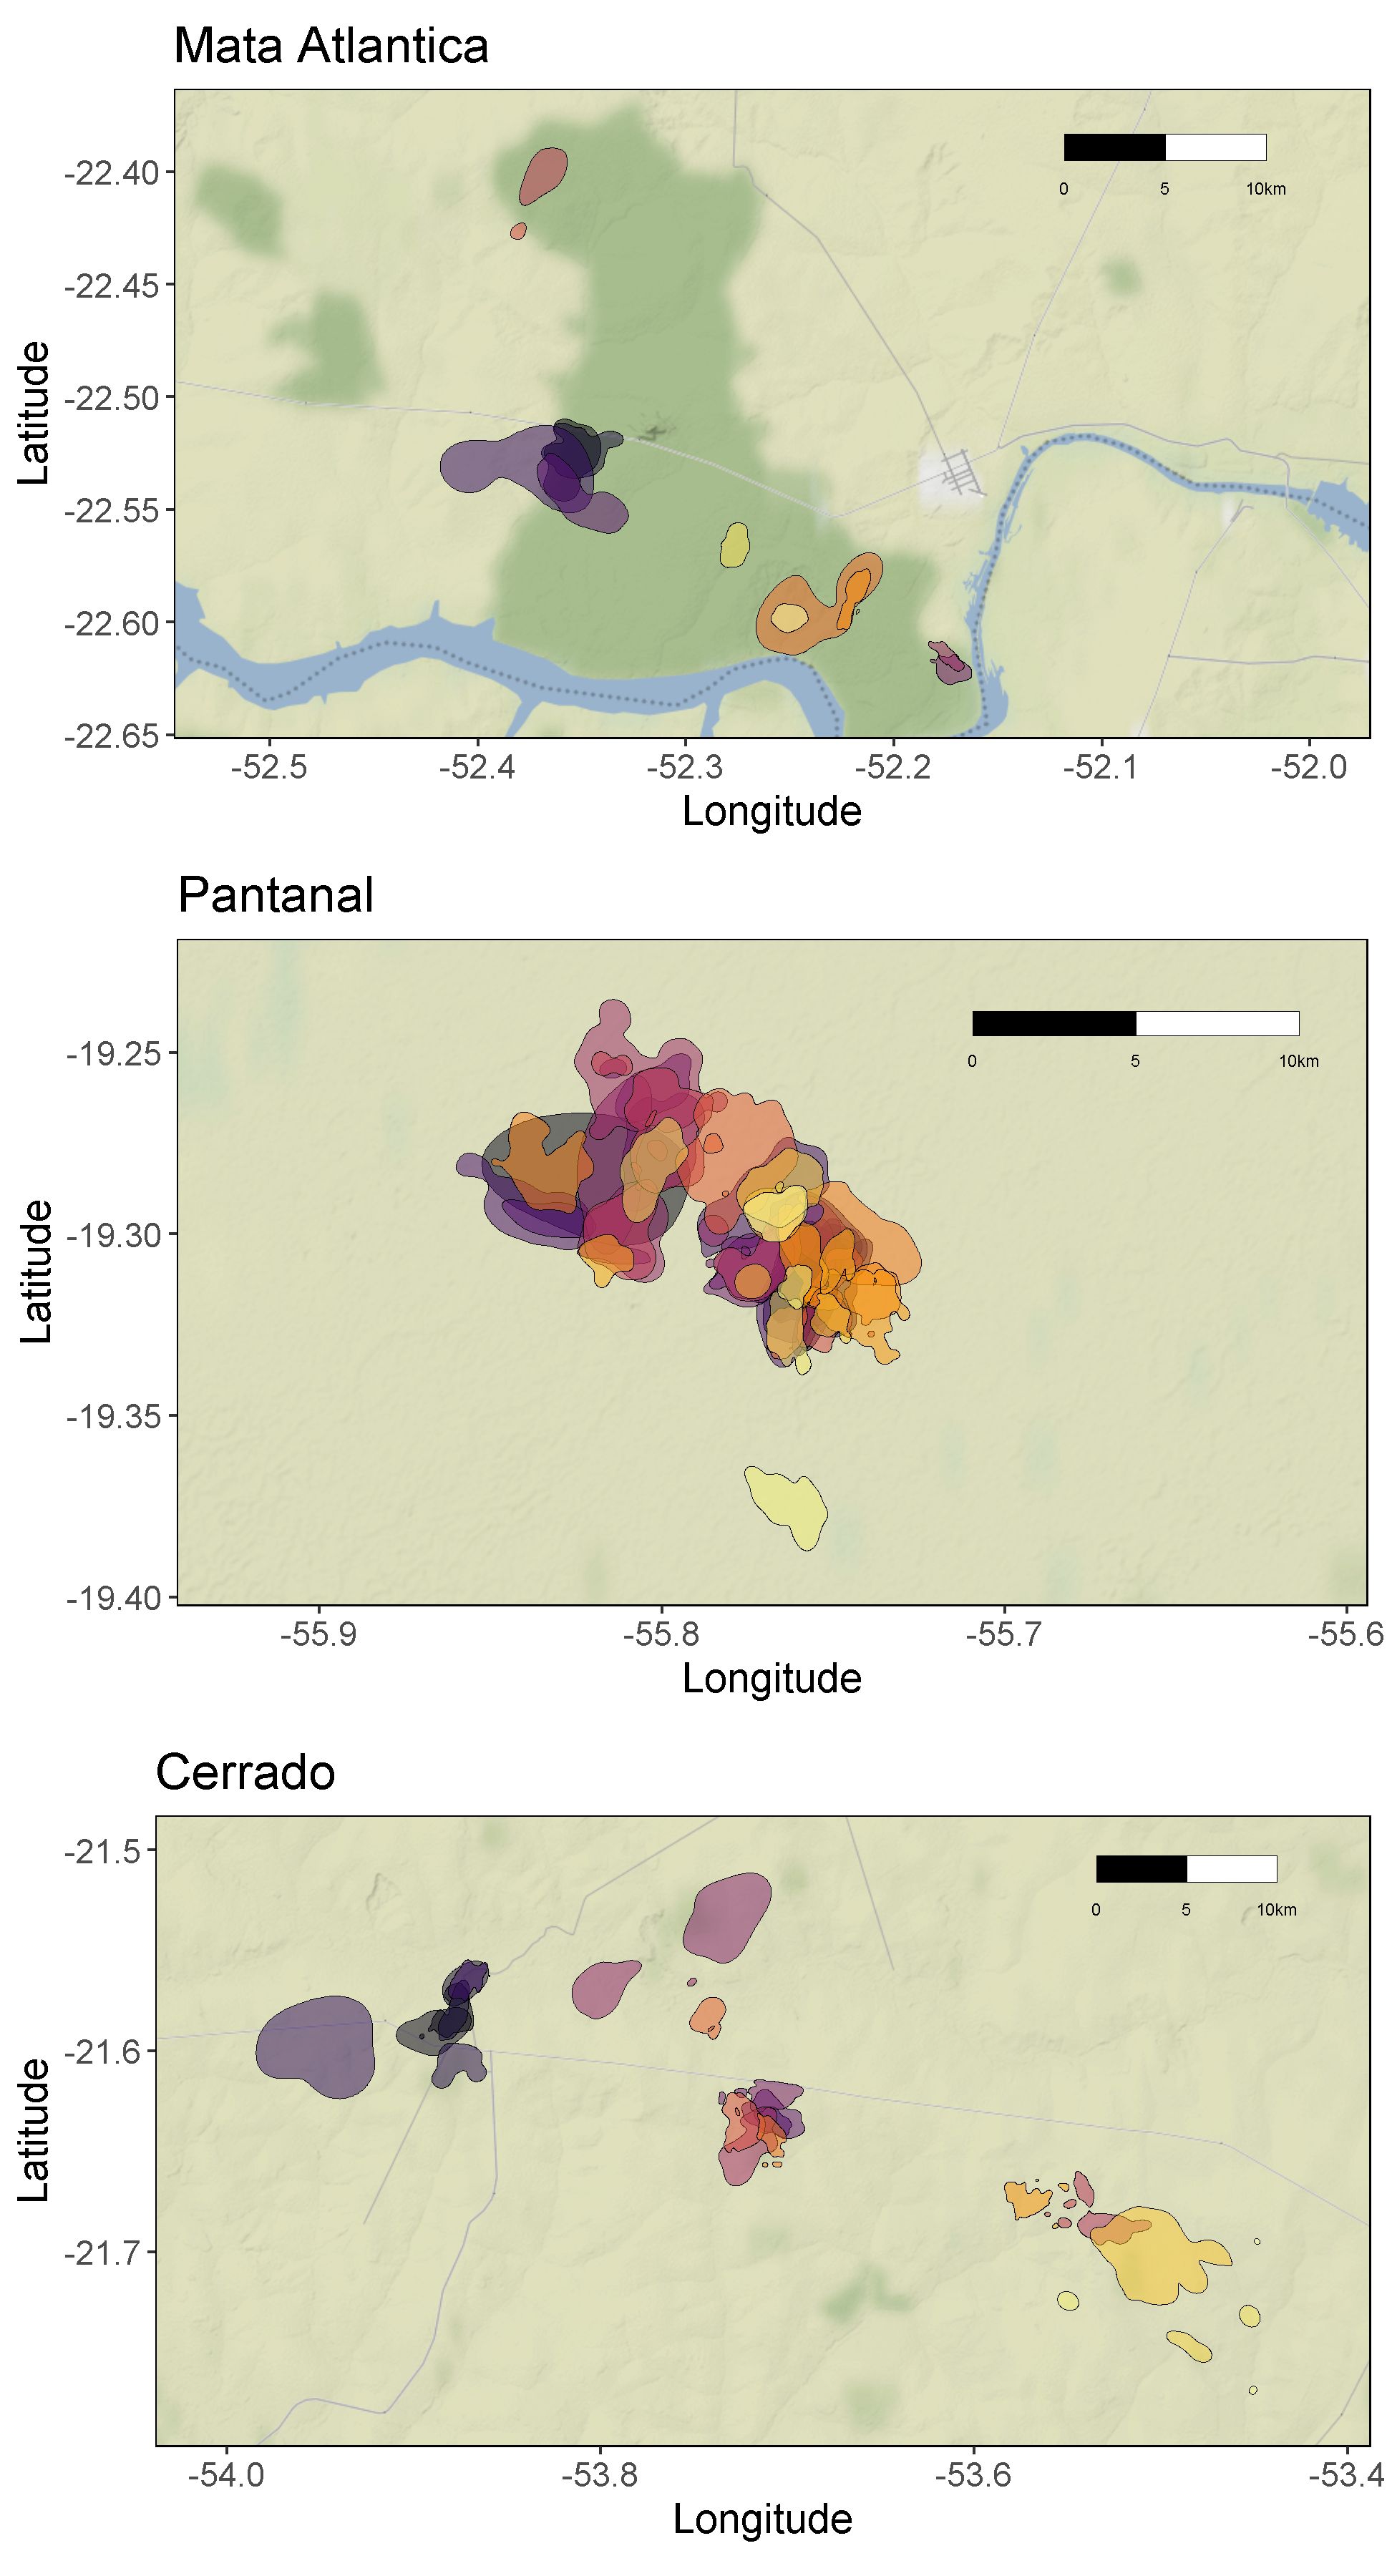 Mata Atlantica
-22.40
-22.45
-22.50
-22.55
-22.60
-22.65
Latitude
0 5 10km
-52.5 -52.4 -52.3 -52.2 -52.1 -52.0
Longitude
Pantanal
-19.25
-19.30
-19.35
-19.40
Latitude
0 5 10km
-55.9 -55.8 -55.7 -55.6
Longitude
Cerrado
-21.5
-21.6
-21.7
Latitude
0 5 10km
-54.0 -53.8 -53.6 -53.4
Longitude